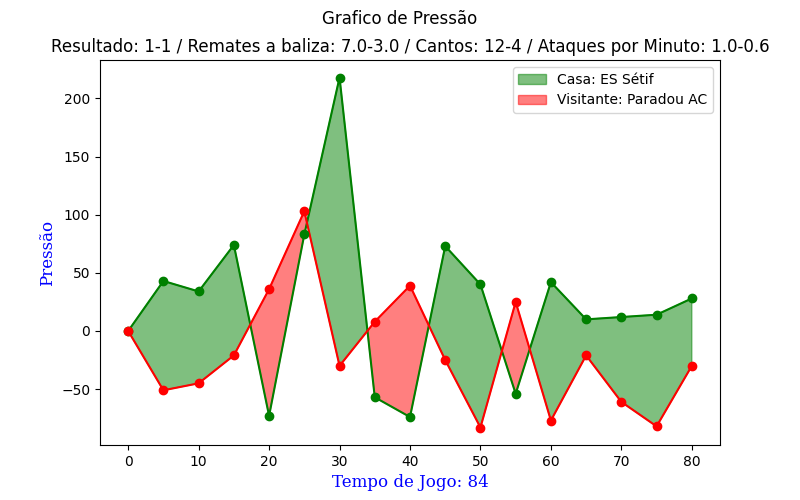 Grafico de Pressão
Resultado: 1-1 / Remates a baliza: 7.0-3.0 / Cantos: 12-4 / Ataques por Minuto: 1.0-0.6
Casa: ES Sétif
Visitante: Paradou AC
Pressão
200
150
100
50
0
−50
0 10 20 30 40 50 60 70 80
Tempo de Jogo: 84